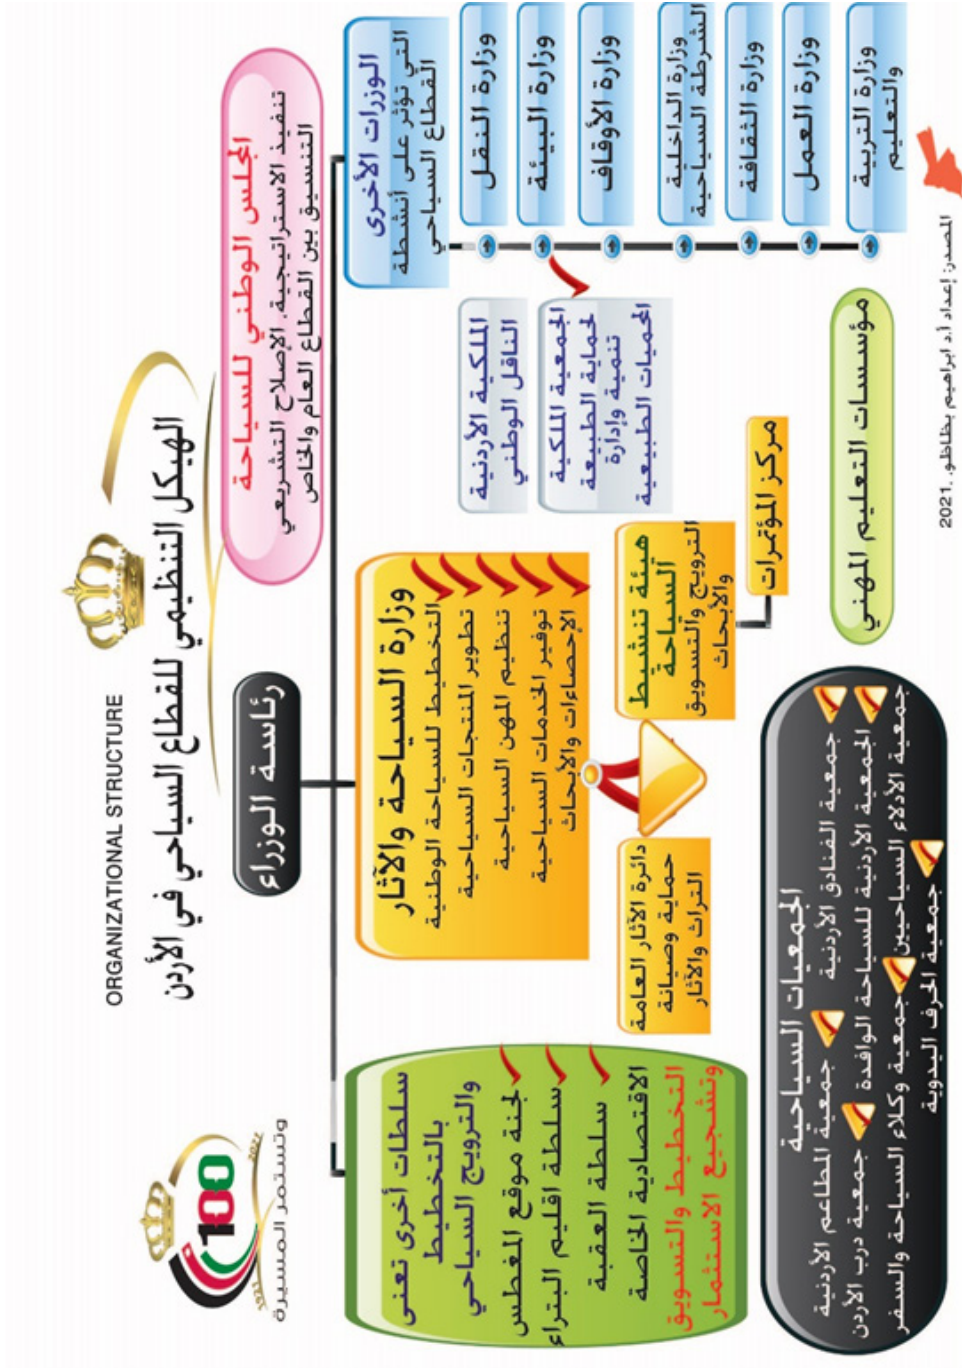 ORGANIZATIONAL STRUCTURE
الهيكل التنظيمي للقطاع السياحي في الأردن
100
2021
2021
وتستمر المسيرة
رئاسة الوزراء
المجلس الوطني للسياحة
تنفيذ الاستراتيجية. الإصلاح التشريعي
التنسيق بين القطاع العام والخاص
الوزرات الأخرى
التي تؤثر على أنشطة
القطاع السياحي
وزارة النقل
وزارة البيئة
وزارة الأوقاف
وزارة الداخلية
الشرطة السياحية
وزارة الثقافة
وزارة العمل
وزارة التربية
والتعليم
الملكية الأردنية
الناقل الوطني
الجمعية الملكية
لحماية الطبيعة
تنمية وإدارة
المحميات الطبيعية
وزارة السياحة والآثار
التخطيط للسياحة الوطنية
تطوير المنتجات السياحية
تنظيم المهن السياحية
توفير الخدمات السياحية
الإحصاءات والأبحاث
هيئة تنشيط
السياحة
الترويج والتسويق
والأبحاث
مركز المؤتمرات
دائرة الآثار العامة
حماية وصيانة
التراث والآثار
سلطات أخرى تعنى
بالتخطيط
والترويج السياحي
لجنة موقع المغطس
سلطة اقليم البتراء
سلطة العقبة
الاقتصادية الخاصة
التخطيط والتسويق
وتشجيع الاستثمار
مؤسسات التعليم المهني
الجمعيات السياحية
جمعية الفنادق الأردنية جمعية المطاعم الأردنية
الجمعية الأردنية للسياحة الوافدة جمعية درب الأردن
جمعية الأدلاء السياحيين جمعية وكلاء السياحة والسفر
جمعية الحرف اليدوية
المصدر: إعداد أ.د ابراهيم بظاظو. 2021.